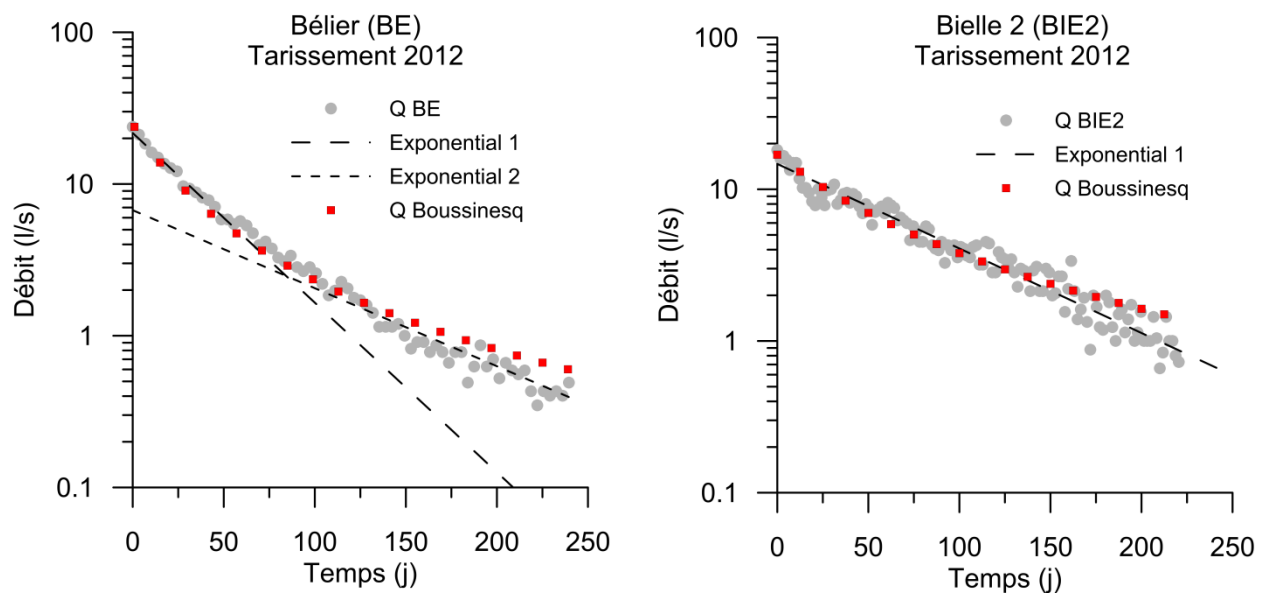 Bélier (BE)
Tarissement 2012
100
10
1
0.1
Débit (l/s)
Q BE
Exponential 1
Exponential 2
Q Boussinesq
0
50
100
150
200
250
Temps (j)
Bielle 2 (BIE2)
Tarissement 2012
100
10
1
0.1
Débit (l/s)
Q BIE2
Exponential 1
Q Boussinesq
0
50
100
150
200
250
Temps (j)